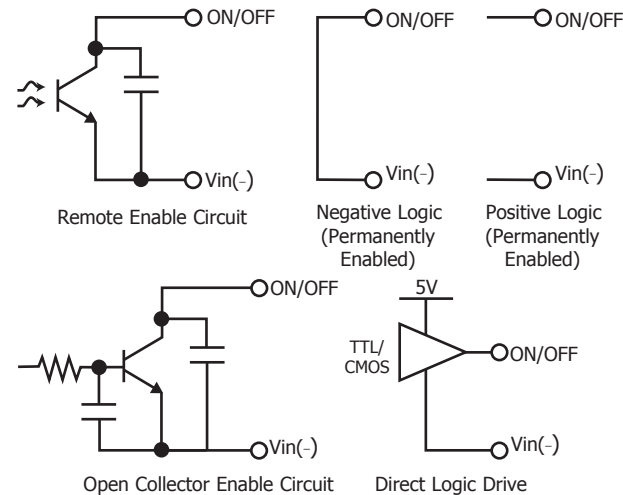 ON/OFF
Vin(-)
Remote Enable Circuit
ON/OFF
Vin(-)
Negative Logic
(Permanently
Enabled)
ON/OFF
Vin(-)
Positive Logic
(Permanently
Enabled)
ON/OFF
Vin(-)
Open Collector Enable Circuit
5V
TTL/
CMOS
ON/OFF
Vin(-)
Direct Logic Drive